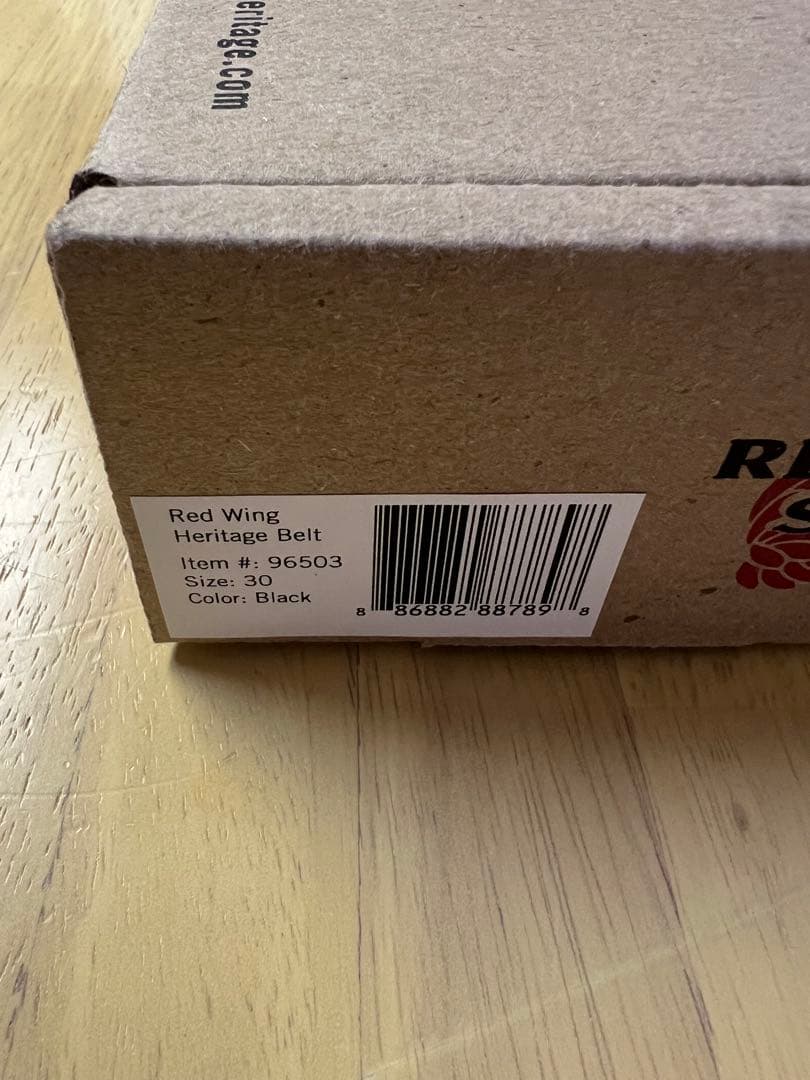 eritage.com
Red Wing
Heritage Belt
Item #: 96503
Size: 30
Color: Black
8 86882 88789 8
R
S